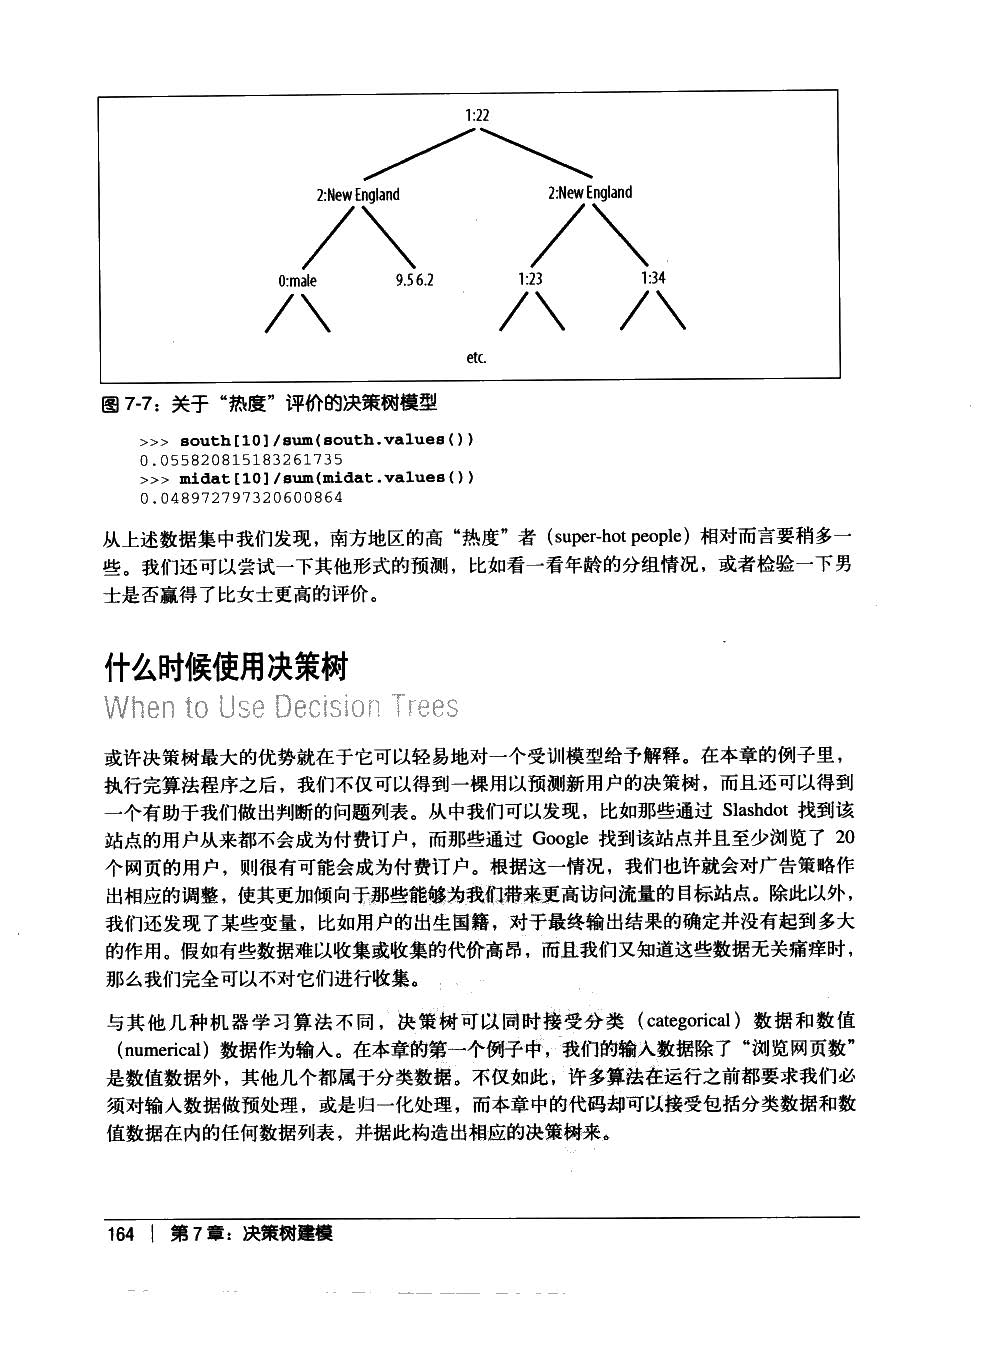 1:22
2:New England 2:New England
0:male 9.5 6.2 1:23 1:34
etc.
图 7-7：关于“热度”评价的决策树模型
>>> south[10]/sum(south.values())
0.055820815183261735
>>> midat[10]/sum(midat.values())
0.048972797320600864
从上述数据集中我们发现，南方地区的高“热度”者（super-hot people）相对而言要稍多一
些。我们还可以尝试一下其他形式的预测，比如看一看年龄的分组情况，或者检验一下男
士是否赢得了比女士更高的评价。
什么时候使用决策树
When to Use Decision Trees
或许决策树最大的优势就在于它可以轻易地对一个受训模型给予解释。在本章的例子里，
执行完算法程序之后，我们不仅可以得到一棵用以预测新用户的决策树，而且还可以得到
一个有助于我们做出判断的问题列表。从中我们可以发现，比如那些通过 Slashdot 找到该
站点的用户从来都不会成为付费订户，而那些通过 Google 找到该站点并且至少浏览了 20
个网页的用户，则很有可能会成为付费订户。根据这一情况，我们也许就会对广告策略作
出相应的调整，使其更加倾向于那些能够为我们带来更高访问流量的目标站点。除此以外，
我们还发现了某些变量，比如用户的出生国籍，对于最终输出结果的确定并没有起到多大
的作用。假如有些数据难以收集或收集的代价高昂，而且我们又知道这些数据无关痛痒时，
那么我们完全可以不对它们进行收集。
与其他几种机器学习算法不同，决策树可以同时接受分类（categorical）数据和数值
（numerical）数据作为输入。在本章的第一个例子中，我们的输入数据除了“浏览网页数”
是数值数据外，其他几个都属于分类数据。不仅如此，许多算法在运行之前都要求我们必
须对输入数据做预处理，或是归一化处理，而本章中的代码却可以接受包括分类数据和数
值数据在内的任何数据列表，并据此构造出相应的决策树来。
164 | 第 7 章：决策树建模